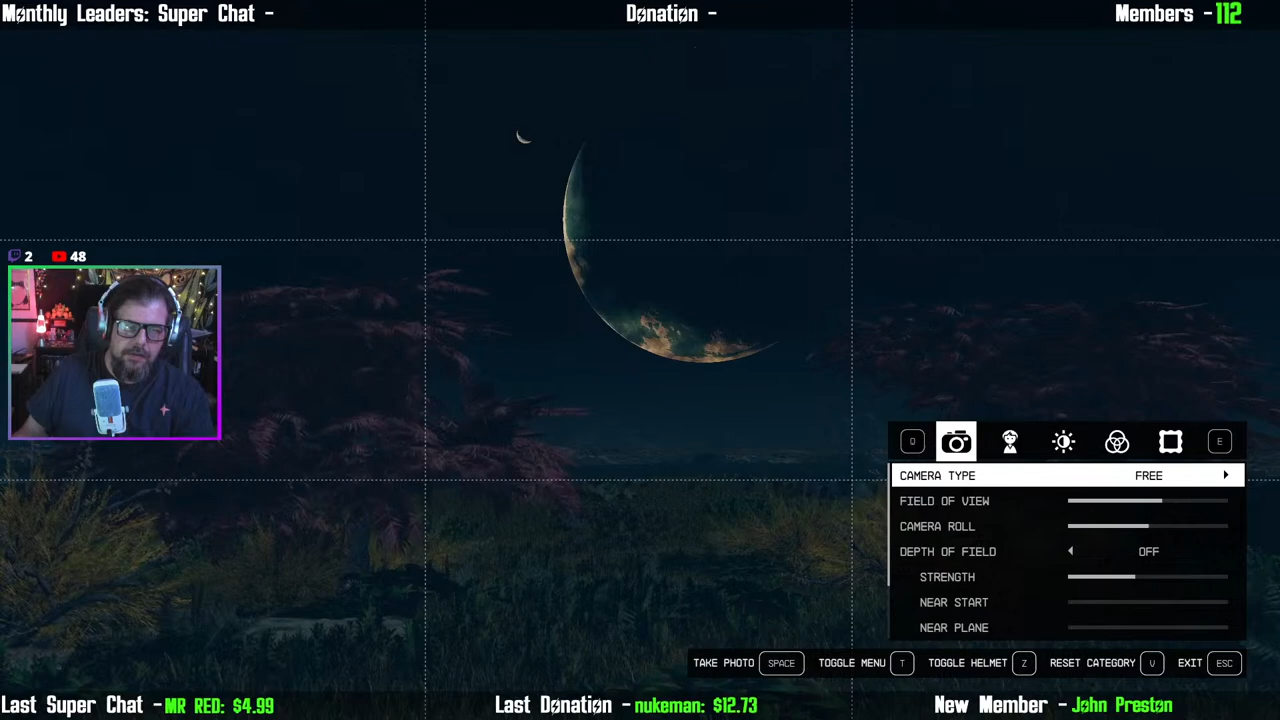 Monthly Leaders: Super Chat -
Donation -
Members - 112
2
48
Q
E
CAMERA TYPE FREE
FIELD OF VIEW
CAMERA ROLL
DEPTH OF FIELD OFF
STRENGTH
NEAR START
NEAR PLANE
TAKE PHOTO SPACE TOGGLE MENU T TOGGLE HELMET Z RESET CATEGORY V EXIT ESC
Last Super Chat - MR RED: $4.99
Last Donation - nukeman: $12.73
New Member - John Preston